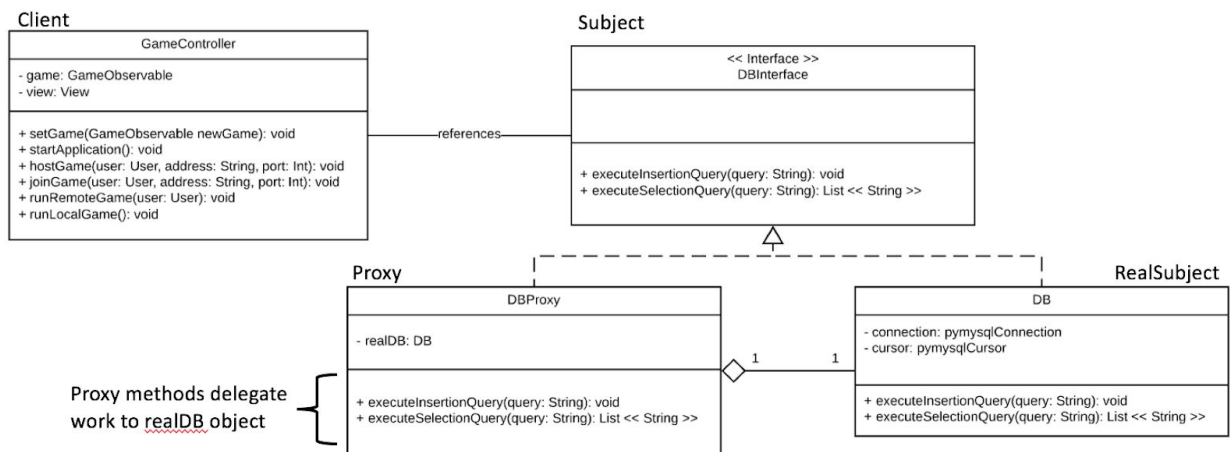 Client
GameController
- game: GameObservable
- view: View
+ setGame(GameObservable newGame): void
+ startApplication(): void
+ hostGame(user: User, address: String, port: Int): void
+ joinGame(user: User, address: String, port: Int): void
+ runRemoteGame(user: User): void
+ runLocalGame(): void
references
Subject
<< Interface >>
DBInterface
+ executeInsertionQuery(query: String): void
+ executeSelectionQuery(query: String): List << String >>
Proxy
DBProxy
- realDB: DB
+ executeInsertionQuery(query: String): void
+ executeSelectionQuery(query: String): List << String >>
Proxy methods delegate
work to realDB object
1
1
RealSubject
DB
- connection: pymysqlConnection
- cursor: pymysqlCursor
+ executeInsertionQuery(query: String): void
+ executeSelectionQuery(query: String): List << String >>